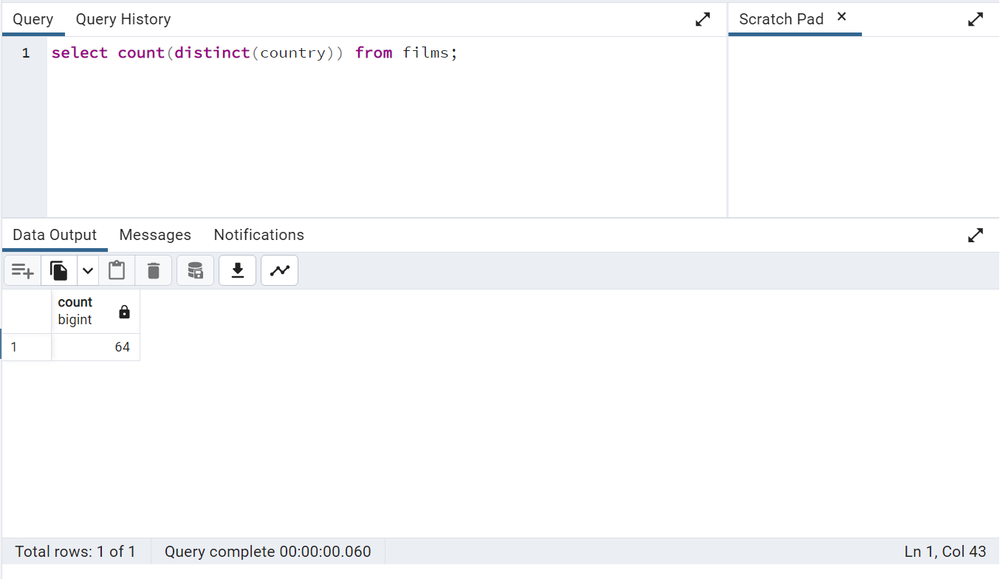 Query Query History
Scratch Pad ×
1 select count(distinct(country)) from films;
Data Output Messages Notifications
count
bigint
1 64
Total rows: 1 of 1 Query complete 00:00:00.060 Ln 1, Col 43